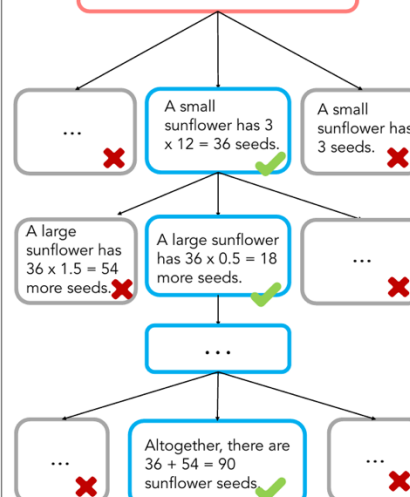 ...
A small
sunflower has 3
x 12 = 36 seeds.
A small
sunflower has
3 seeds.
A large
sunflower has
36 x 1.5 = 54
more seeds.
A large sunflower
has 36 x 0.5 = 18
more seeds.
...
...
...
Altogether, there are
36 + 54 = 90
sunflower seeds.
...